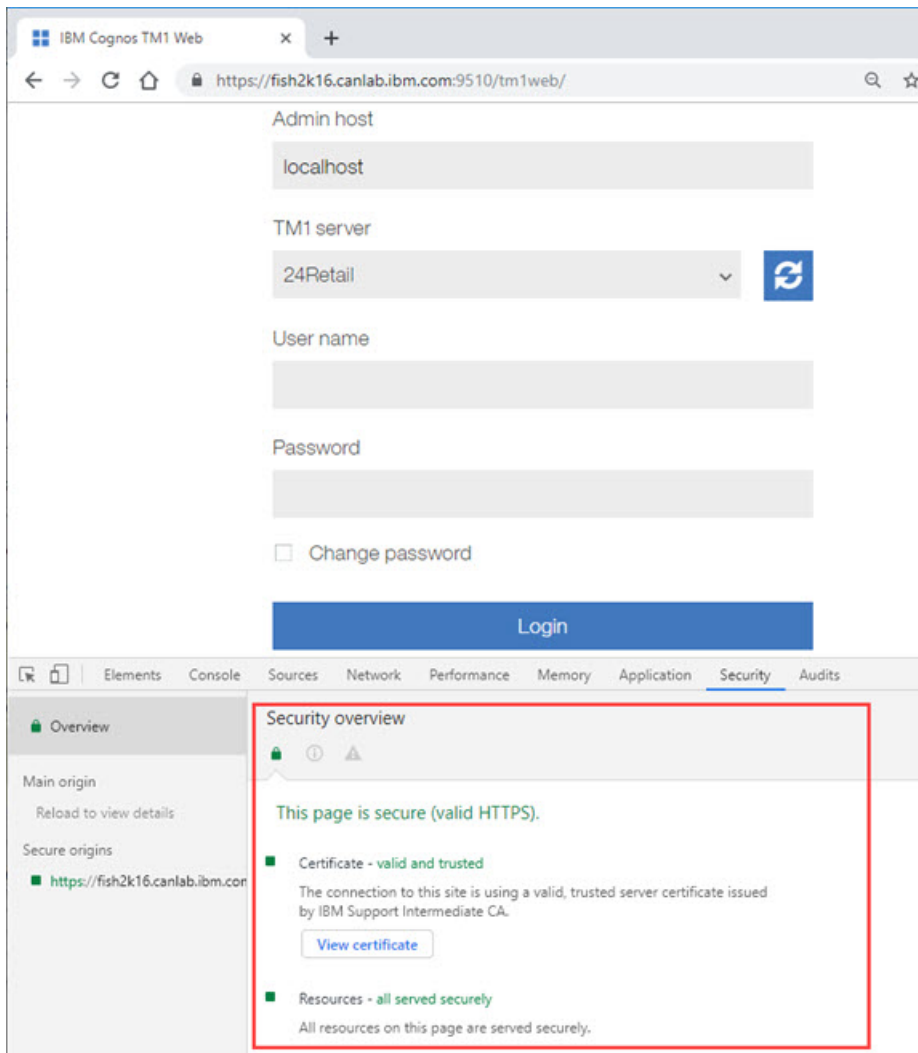 IBM Cognos TM1 Web
https://fish2k16.canlab.ibm.com:9510/tm1web/
Admin host
localhost
TM1 server
24Retail
User name
Password
Change password
Login
Elements Console Sources Network Performance Memory Application Security Audits
Overview
Main origin
Reload to view details
Secure origins
https://fish2k16.canlab.ibm.con
Security overview
This page is secure (valid HTTPS).
Certificate - valid and trusted
The connection to this site is using a valid, trusted server certificate issued
by IBM Support Intermediate CA.
View certificate
Resources - all served securely
All resources on this page are served securely.